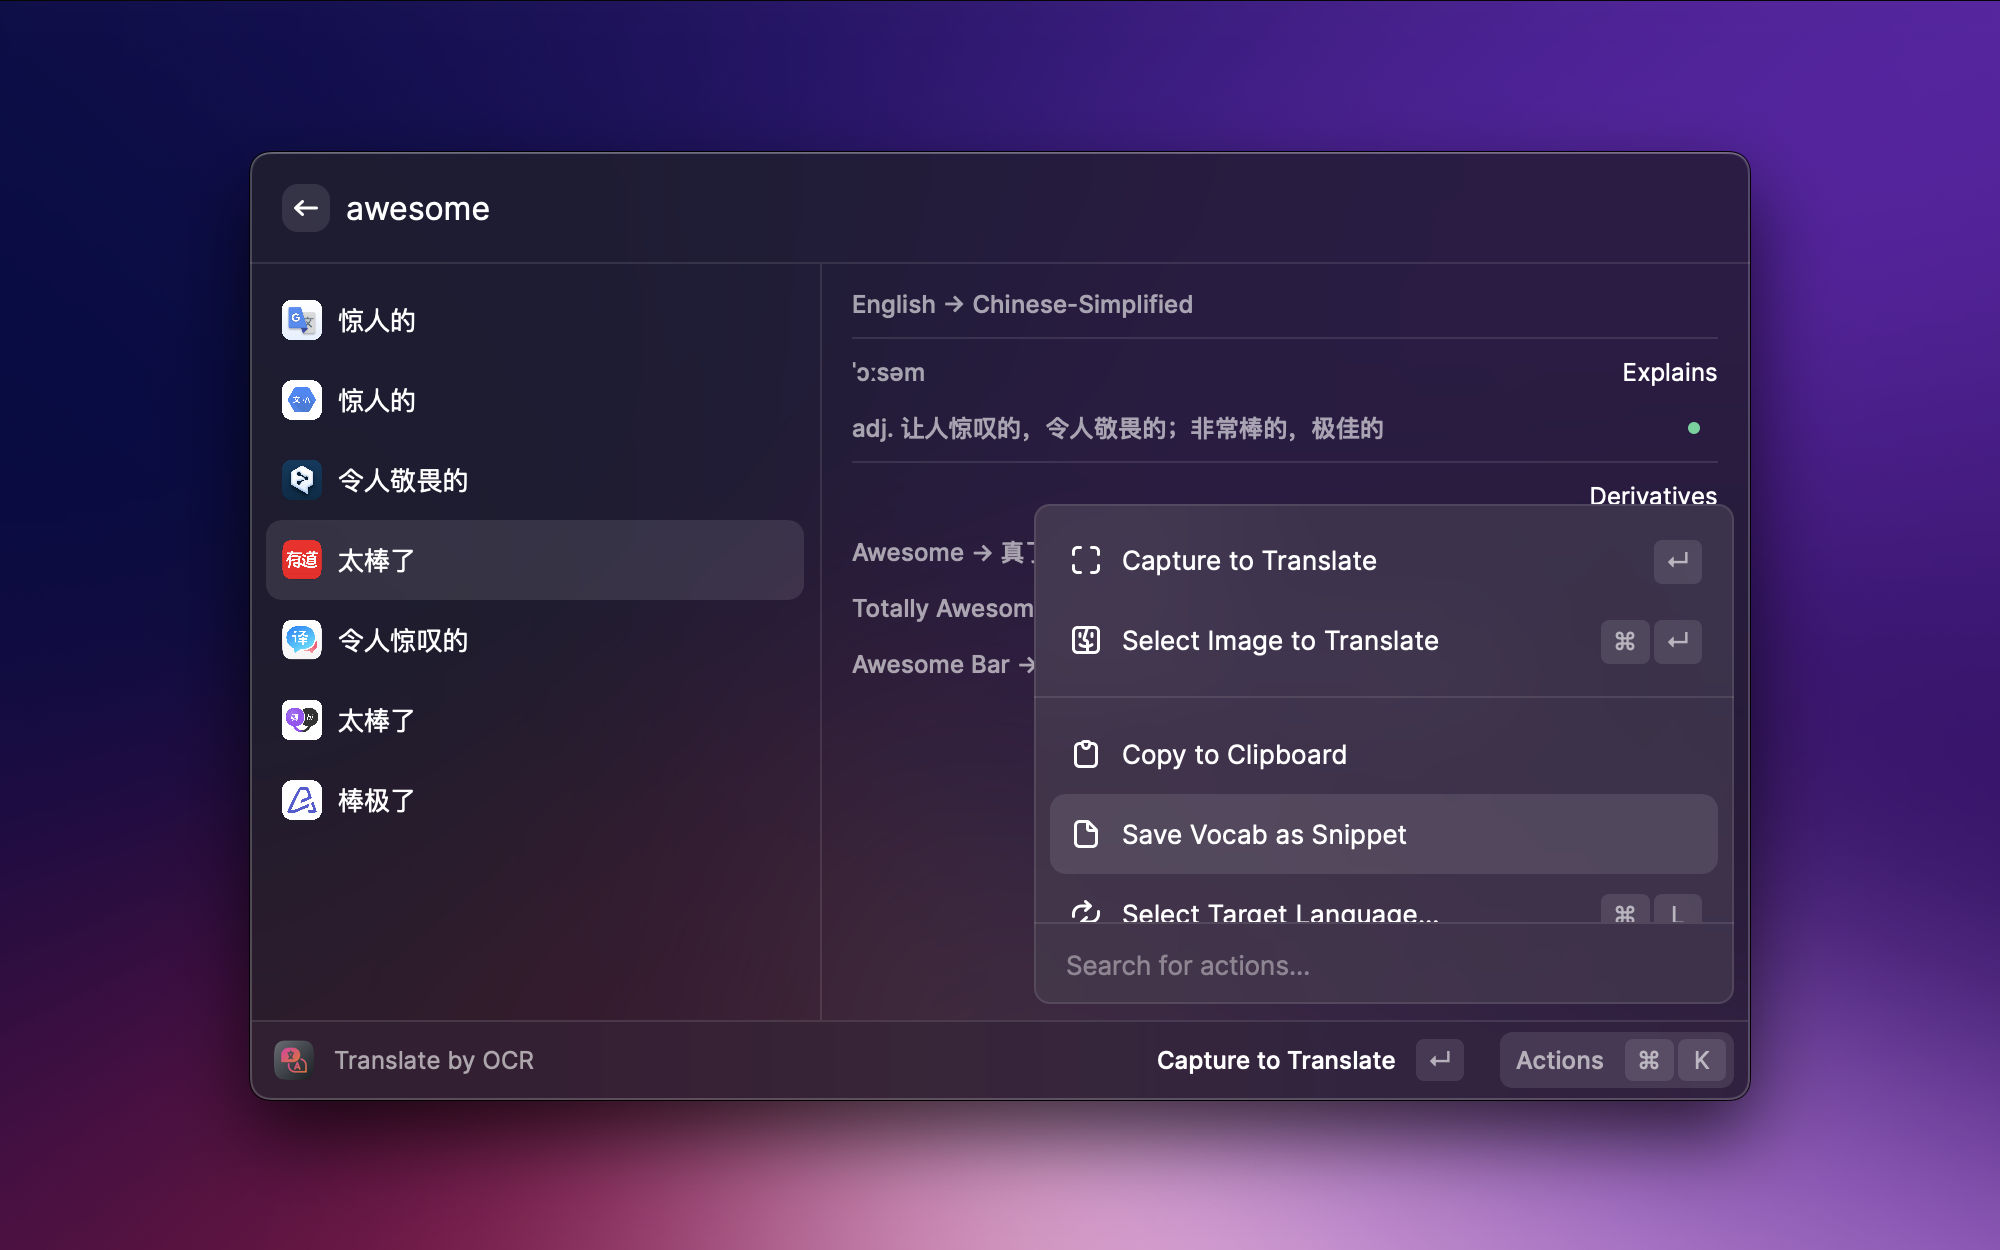 awesome
惊人的
惊人的
令人敬畏的
有道 太棒了
译 令人惊叹的
太棒了
棒极了
English → Chinese-Simplified
'ɔːsəm Explains
adj. 让人惊叹的，令人敬畏的；非常棒的，极佳的
Derivatives
Awesome → 真
Totally Awesom
Awesome Bar →
Capture to Translate ↵
Select Image to Translate ⌘ ↵
Copy to Clipboard
Save Vocab as Snippet
Select Target Language... ⌘ L
Search for actions...
Translate by OCR
Capture to Translate ↵ Actions ⌘ K